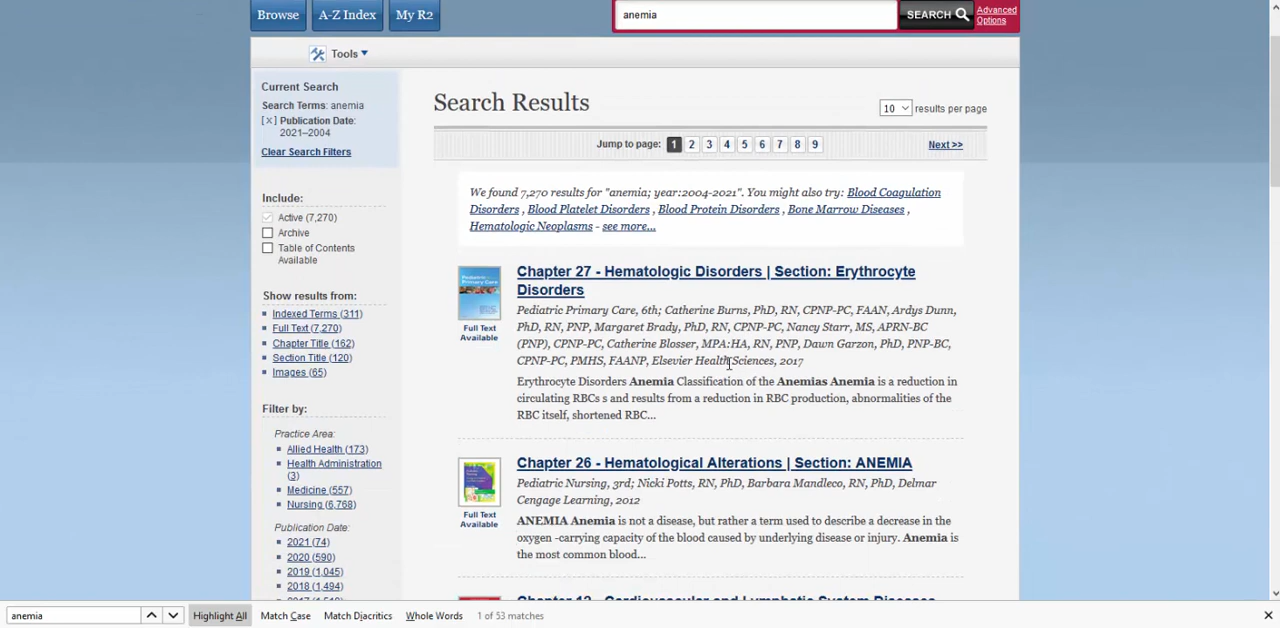 Browse
A-Z Index
My R2
anemia
SEARCH
Advanced
Options
Tools
Current Search
Search Terms: anemia
[x] Publication Date:
2021–2004
Clear Search Filters
Include:
Active (7,270)
Archive
Table of Contents
Available
Show results from:
Indexed Terms (311)
Full Text (7,270)
Chapter Title (162)
Section Title (120)
Images (65)
Filter by:
Practice Area:
Allied Health (173)
Health Administration
(3)
Medicine (557)
Nursing (6,768)
Publication Date:
2021 (74)
2020 (590)
2019 (1,045)
2018 (1,494)
Search Results
10 results per page
Jump to page: 1 2 3 4 5 6 7 8 9 Next >>
We found 7,270 results for "anemia; year:2004-2021". You might also try: Blood Coagulation
Disorders , Blood Platelet Disorders , Blood Protein Disorders , Bone Marrow Diseases ,
Hematologic Neoplasms - see more...
Chapter 27 - Hematologic Disorders | Section: Erythrocyte
Disorders
Full Text
Available
Pediatric Primary Care, 6th; Catherine Burns, PhD, RN, CPNP-PC, FAAN, Ardys Dunn,
PhD, RN, PNP, Margaret Brady, PhD, RN, CPNP-PC, Nancy Starr, MS, APRN-BC
(PNP), CPNP-PC, Catherine Blosser, MPA:HA, RN, PNP, Dawn Garzon, PhD, PNP-BC,
CPNP-PC, PMHS, FAANP, Elsevier Health Sciences, 2017
Erythrocyte Disorders Anemia Classification of the Anemias Anemia is a reduction in
circulating RBCs s and results from a reduction in RBC production, abnormalities of the
RBC itself, shortened RBC...
Chapter 26 - Hematological Alterations | Section: ANEMIA
Full Text
Available
Pediatric Nursing, 3rd; Nicki Potts, RN, PhD, Barbara Mandleco, RN, PhD, Delmar
Cengage Learning, 2012
ANEMIA Anemia is not a disease, but rather a term used to describe a decrease in the
oxygen -carrying capacity of the blood caused by underlying disease or injury. Anemia is
the most common blood...
Chapter 12 - Cardiovascular and Lymphatic System Diseases
anemia
Highlight All
Match Case
Match Diacritics
Whole Words
1 of 53 matches